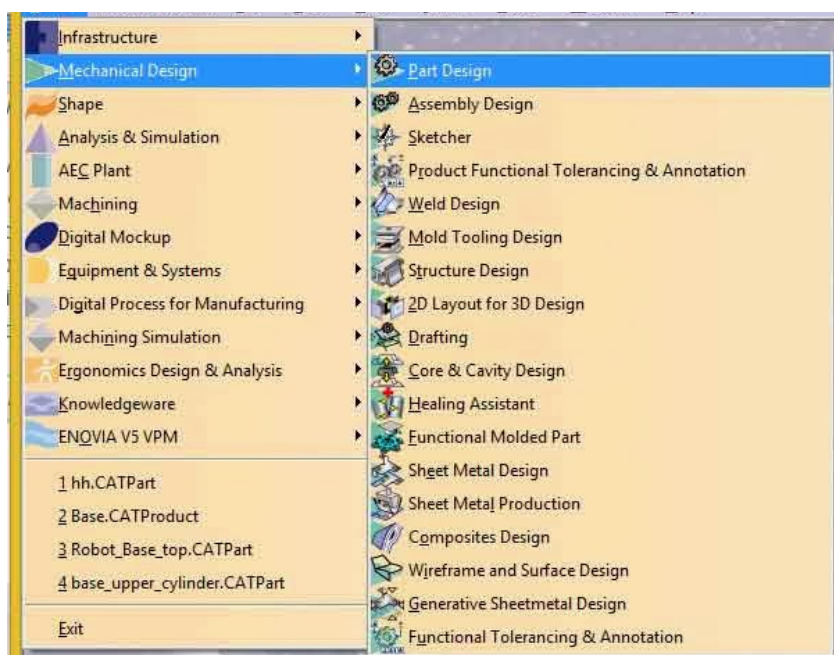 Infrastructure
Mechanical Design
Shape
Analysis & Simulation
AEC Plant
Machining
Digital Mockup
Equipment & Systems
Digital Process for Manufacturing
Machining Simulation
Ergonomics Design & Analysis
Knowledgeware
ENOVIA V5 VPM
1 hh.CATPart
2 Base.CATProduct
3 Robot_Base_top.CATPart
4 base_upper_cylinder.CATPart
Exit
Part Design
Assembly Design
Sketcher
Product Functional Tolerancing & Annotation
Weld Design
Mold Tooling Design
Structure Design
2D Layout for 3D Design
Drafting
Core & Cavity Design
Healing Assistant
Functional Molded Part
Sheet Metal Design
Sheet Metal Production
Composites Design
Wireframe and Surface Design
Generative Sheetmetal Design
Functional Tolerancing & Annotation